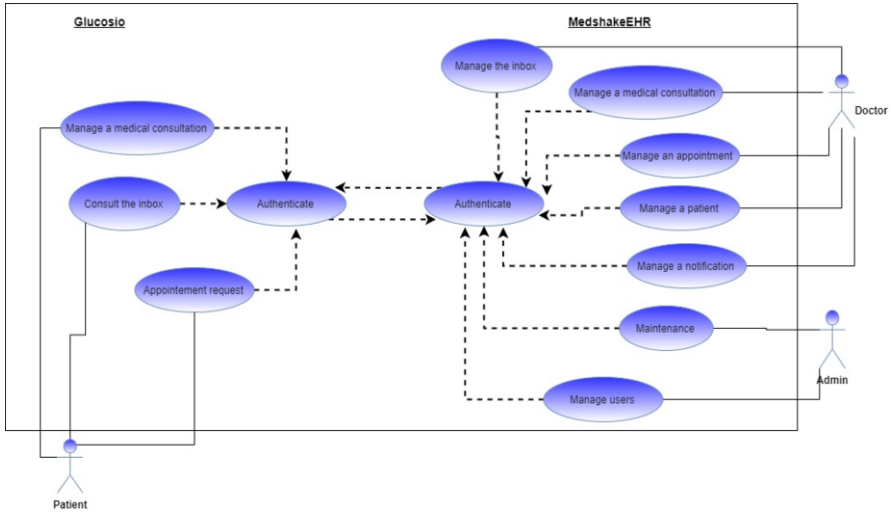 Glucosio
MedshakeEHR
Manage the inbox
Manage a medical consultation
Doctor
Manage a medical consultation
Manage an appointment
Consult the inbox
Authenticate
Authenticate
Manage a patient
Manage a notification
Appointement request
Maintenance
Admin
Manage users
Patient